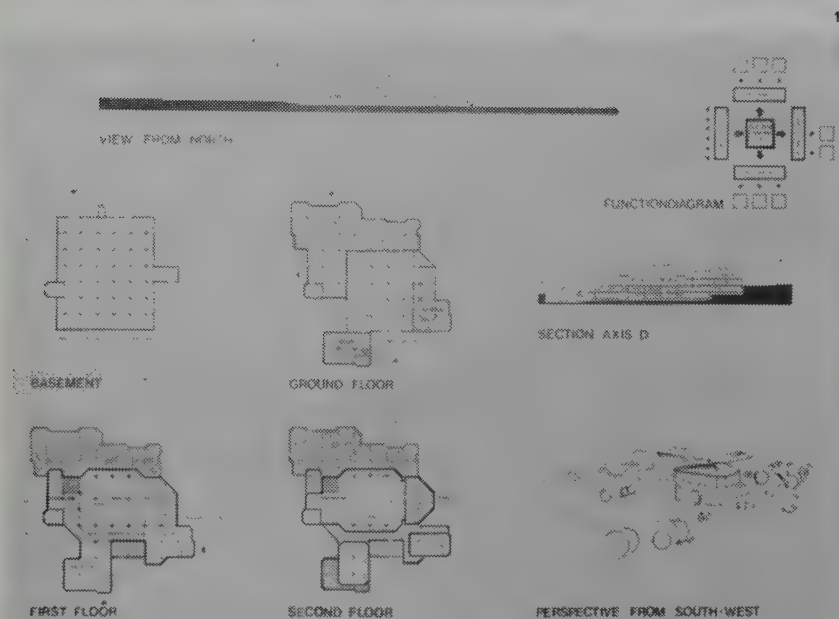 1
VIEW FROM NORTH
FUNCTIONDIAGRAM
SECTION AXIS D
BASEMENT
GROUND FLOOR
FIRST FLOOR
SECOND FLOOR
PERSPECTIVE FROM SOUTH-WEST